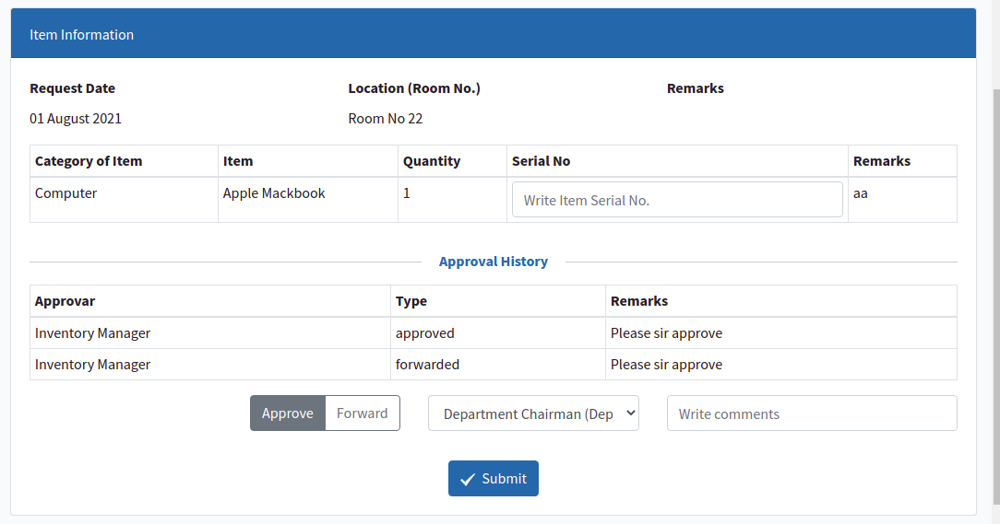 Item Information
Request Date Location (Room No.) Remarks
01 August 2021 Room No 22
Category of Item Item Quantity Serial No Remarks
Computer Apple Mackbook 1 Write Item Serial No. aa
Approval History
Approvar Type Remarks
Inventory Manager approved Please sir approve
Inventory Manager forwarded Please sir approve
Approve Forward Department Chairman (Dep Write comments
Submit